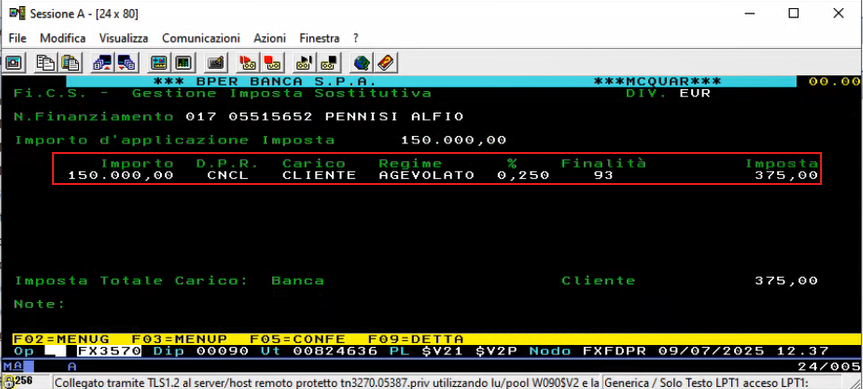 Sessione A - [24 x 80]
File Modifica Visualizza Comunicazioni Azioni Finestra ?
*** BPER BANCA S.P.A. ***MCQUAR*** 00.00
Fi.C.S. - Gestione Imposta Sostitutiva DIV. EUR
N.Finanziamento 017 05515652 PENNISI ALFIO
Importo d'applicazione Imposta 150.000,00
Importo D.P.R. Carico Regime % Finalità Imposta
150.000,00 CNCL CLIENTE AGEVOLATO 0,250 93 375,00
Imposta Totale Carico: Banca Cliente 375,00
Note:
F02=MENUG F03=MENUP F05=CONFE F09=DETTA
Op FX3570 Dip 00090 Ut 00824636 PL $V21 $V2P Nodo FXFDPR 09/07/2025 12.37
MA A 24/005
256 Collegato tramite TLS1.2 al server/host remoto protetto tn3270.05387.priv utilizzando lu/pool W090$V2 e la Generica / Solo Testo LPT1 acceso LPT1: